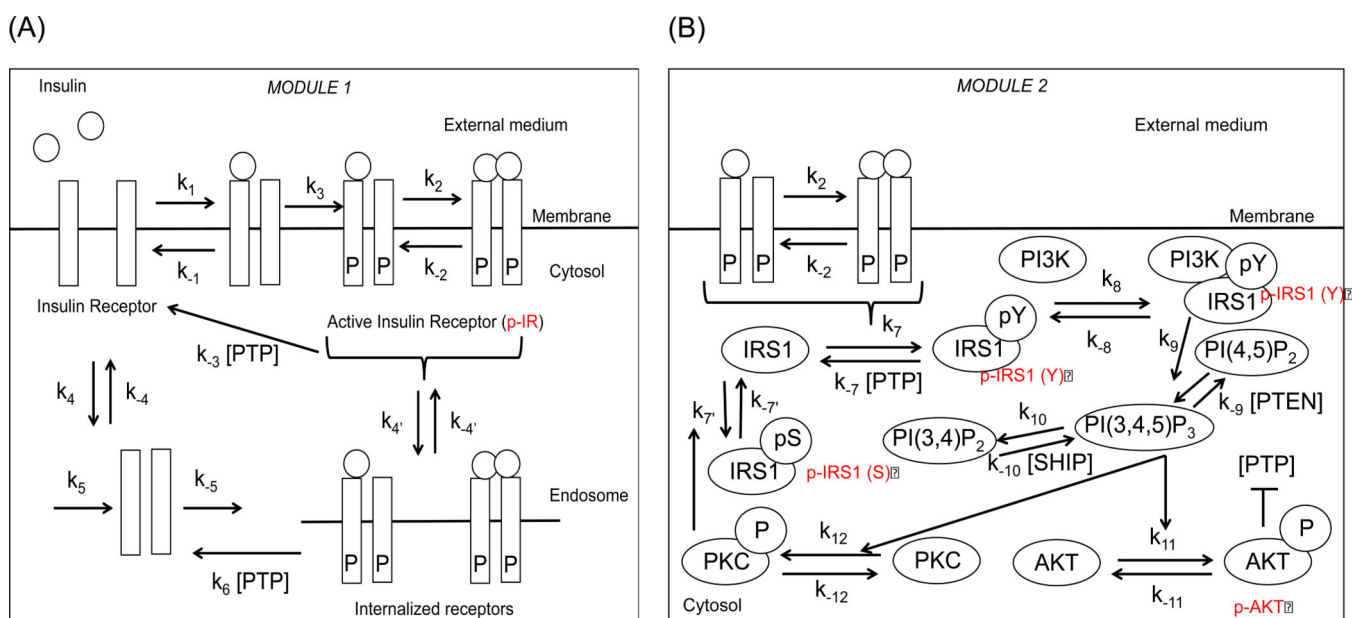 (A)
MODULE 1
Insulin
External medium
k1
k3
k2
Membrane
k-1
k-2
Cytosol
P P P P
Insulin Receptor
Active Insulin Receptor (p-IR)
k-3 [PTP]
k4
k-4
k4'
k-4'
k5
k-5
Endosome
P P P P
k6 [PTP]
Internalized receptors
(B)
MODULE 2
External medium
k2
Membrane
k-2
P P P P
PI3K
PI3K
pY
IRS1
p-IRS1 (Y)
k8
k-8
k7
pY
IRS1
IRS1
p-IRS1 (Y)
k-7 [PTP]
k9
PI(4,5)P2
k-9 [PTEN]
k7'
k-7'
k10
PI(3,4,5)P3
pS
IRS1
p-IRS1 (S)
PI(3,4)P2
k-10 [SHIP]
[PTP]
P
PKC
k12
PKC
k-12
AKT
k11
k-11
P
AKT
p-AKT
Cytosol